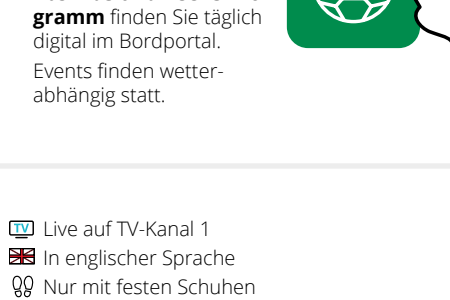 gramm finden Sie täglich
digital im Bordportal.
Events finden wetter-
abhängig statt.
TV Live auf TV-Kanal 1
In englischer Sprache
Nur mit festen Schuhen